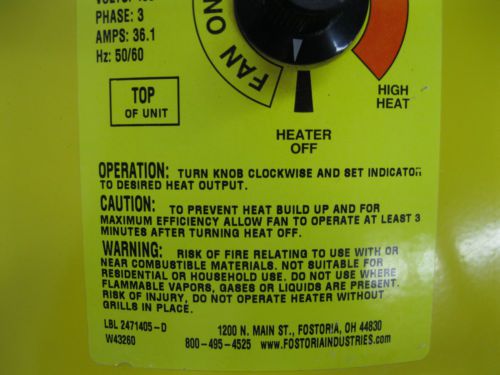 PHASE: 3
AMPS: 36.1
Hz: 50/60
FAN ON
HIGH
HEAT
TOP
OF UNIT
HEATER
OFF
OPERATION: TURN KNOB CLOCKWISE AND SET INDICATOR
TO DESIRED HEAT OUTPUT.
CAUTION: TO PREVENT HEAT BUILD UP AND FOR
MAXIMUM EFFICIENCY ALLOW FAN TO OPERATE AT LEAST 3
MINUTES AFTER TURNING HEAT OFF.
WARNING: RISK OF FIRE RELATING TO USE WITH OR
NEAR COMBUSTIBLE MATERIALS. NOT SUITABLE FOR
RESIDENTIAL OR HOUSEHOLD USE. DO NOT USE WHERE
FLAMMABLE VAPORS, GASES OR LIQUIDS ARE PRESENT.
RISK OF INJURY, DO NOT OPERATE HEATER WITHOUT
GRILLS IN PLACE.
LBL 2471405-D 1200 N. MAIN ST., FOSTORIA, OH 44830
W43260 800-495-4525 www.FOSTORIAINDUSTRIES.com